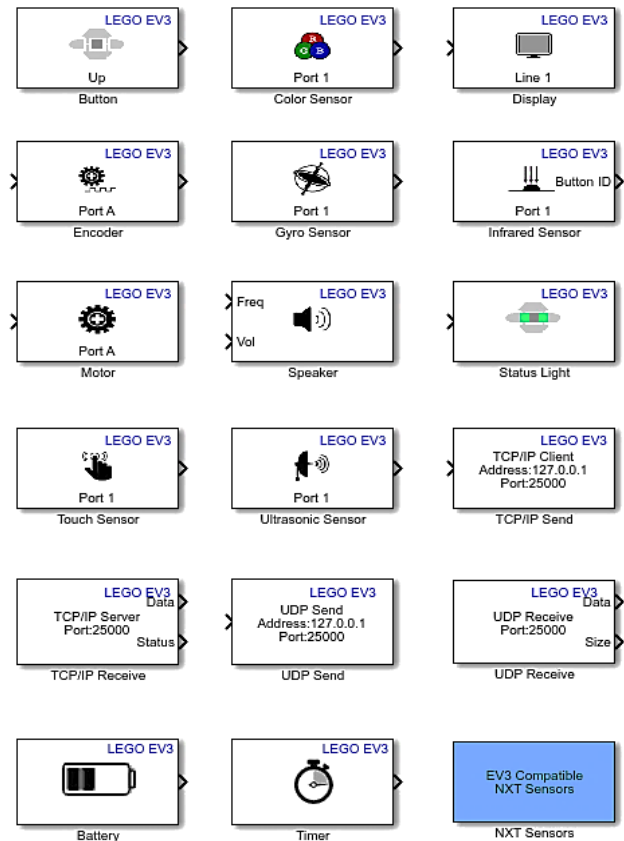 LEGO EV3
Up
Button
LEGO EV3
R
G B
Port 1
Color Sensor
LEGO EV3
Line 1
Display
LEGO EV3
Port A
Encoder
LEGO EV3
Port 1
Gyro Sensor
LEGO EV3
Button ID
Port 1
Infrared Sensor
LEGO EV3
Port A
Motor
LEGO EV3
Freq
Vol
Speaker
LEGO EV3
Status Light
LEGO EV3
Port 1
Touch Sensor
LEGO EV3
Port 1
Ultrasonic Sensor
LEGO EV3
TCP/IP Client
Address:127.0.0.1
Port:25000
TCP/IP Send
LEGO EV3
Data
TCP/IP Server
Port:25000
Status
TCP/IP Receive
LEGO EV3
UDP Send
Address:127.0.0.1
Port:25000
UDP Send
LEGO EV3
Data
UDP Receive
Port:25000
Size
UDP Receive
LEGO EV3
Battery
LEGO EV3
Timer
EV3 Compatible
NXT Sensors
NXT Sensors